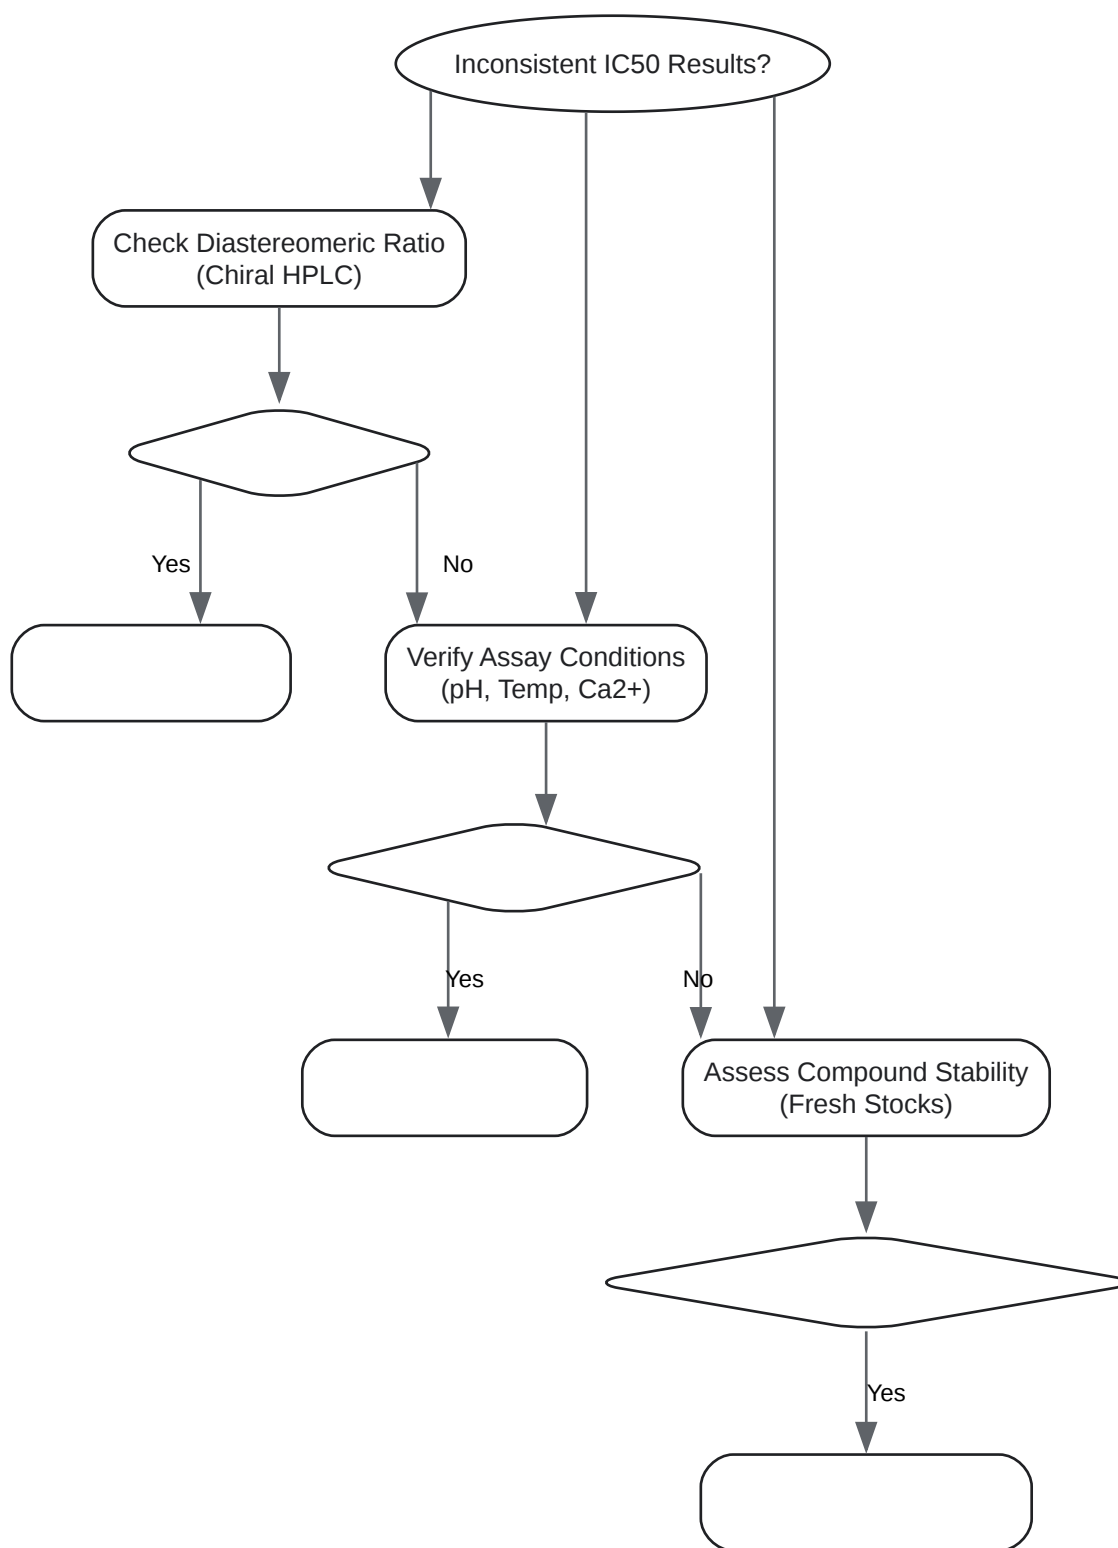 Inconsistent IC50 Results?
Check Diastereomeric Ratio
(Chiral HPLC)
Yes
No
Verify Assay Conditions
(pH, Temp, Ca2+)
Yes
No
Assess Compound Stability
(Fresh Stocks)
Yes